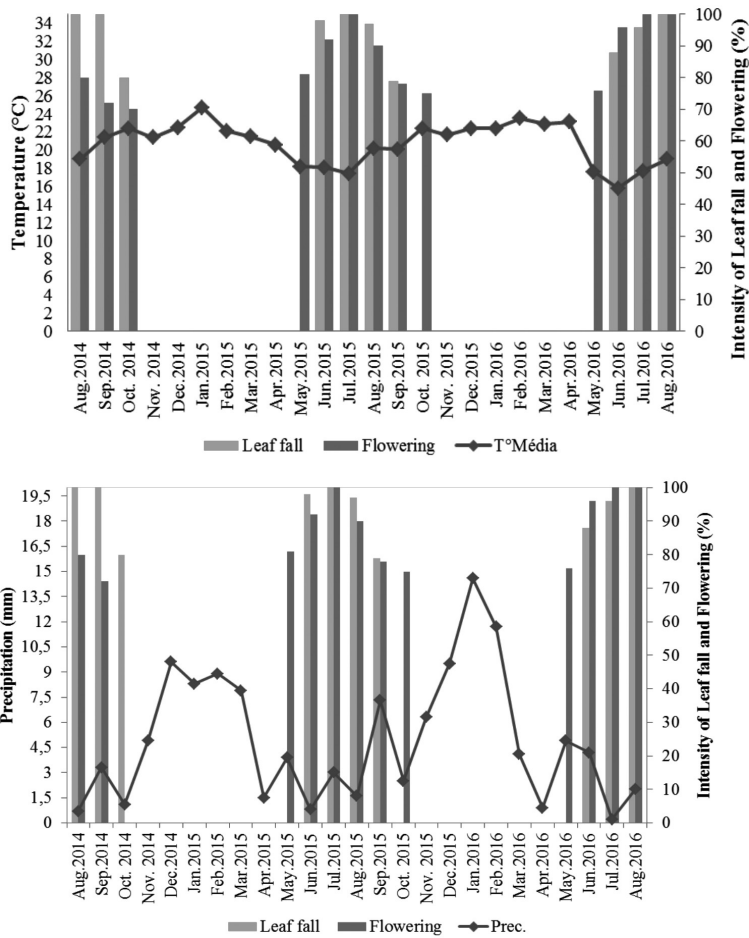 Temperature (°C)
34
32
30
28
26
24
22
20
18
16
14
12
10
8
6
4
2
0
100
90
80
70
60
50
40
30
20
10
0
Intensity of Leaf fall and Flowering (%)
Aug.2014
Sep.2014
Oct. 2014
Nov. 2014
Dec.2014
Jan.2015
Feb.2015
Mar.2015
Apr.2015
May.2015
Jun.2015
Jul.2015
Aug.2015
Sep.2015
Oct 2015
Nov.2015
Dec.2015
Jan.2016
Feb.2016
Mar.2016
Apr.2016
May.2016
Jun.2016
Jul.2016
Aug.2016
Leaf fall Flowering T°Média
Precipitation (mm)
19,5
18
16,5
15
13,5
12
10,5
9
7,5
6
4,5
3
1,5
0
100
90
80
70
60
50
40
30
20
10
0
Intensity of Leaf fall and Flowering (%)
Aug.2014
Sep.2014
Oct. 2014
Nov. 2014
Dec.2014
Jan.2015
Feb.2015
Mar.2015
Apr.2015
May.2015
Jun.2015
Jul.2015
Aug.2015
Sep.2015
Oct 2015
Nov.2015
Dec.2015
Jan.2016
Feb.2016
Mar.2016
Apr.2016
May.2016
Jun.2016
Jul.2016
Aug.2016
Leaf fall Flowering Prec.